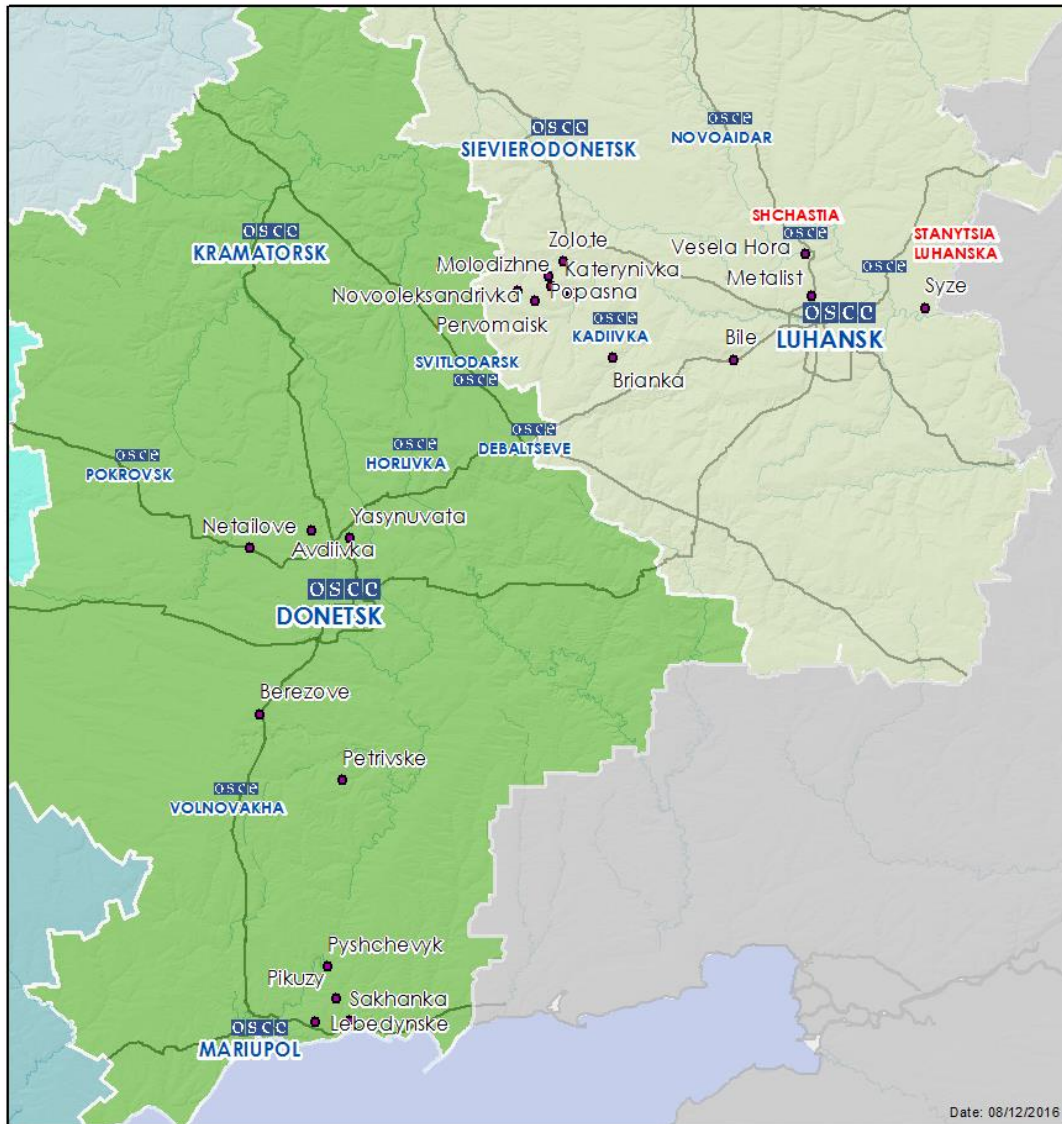 osce
SIEVIERODONETSK
osce
NOVOAIDAR
SHCHASTIA
osce
STANYTSIA
LUHANSKA
osce
osce
KRAMATORSK
Zolote
Vesela Hora
Molodizhne
Katerynivka
Metalist
Syze
Novooleksandrivka
Popasna
Pervomaisk
osce
KADIIVKA
osce
LUHANSK
Bile
SVITLODARSK
osce
Brianka
osce
DEBALTSEVE
osce
HORLIVKA
osce
POKROVSK
Netailove
Yasynuvata
Avdiivka
osce
DONETSK
Berezove
Petrivske
osce
VOLNOVAKHA
Pyshchevyk
Pikuzy
Sakhanka
Lebedynske
osce
MARIUPOL
Date: 08/12/2016